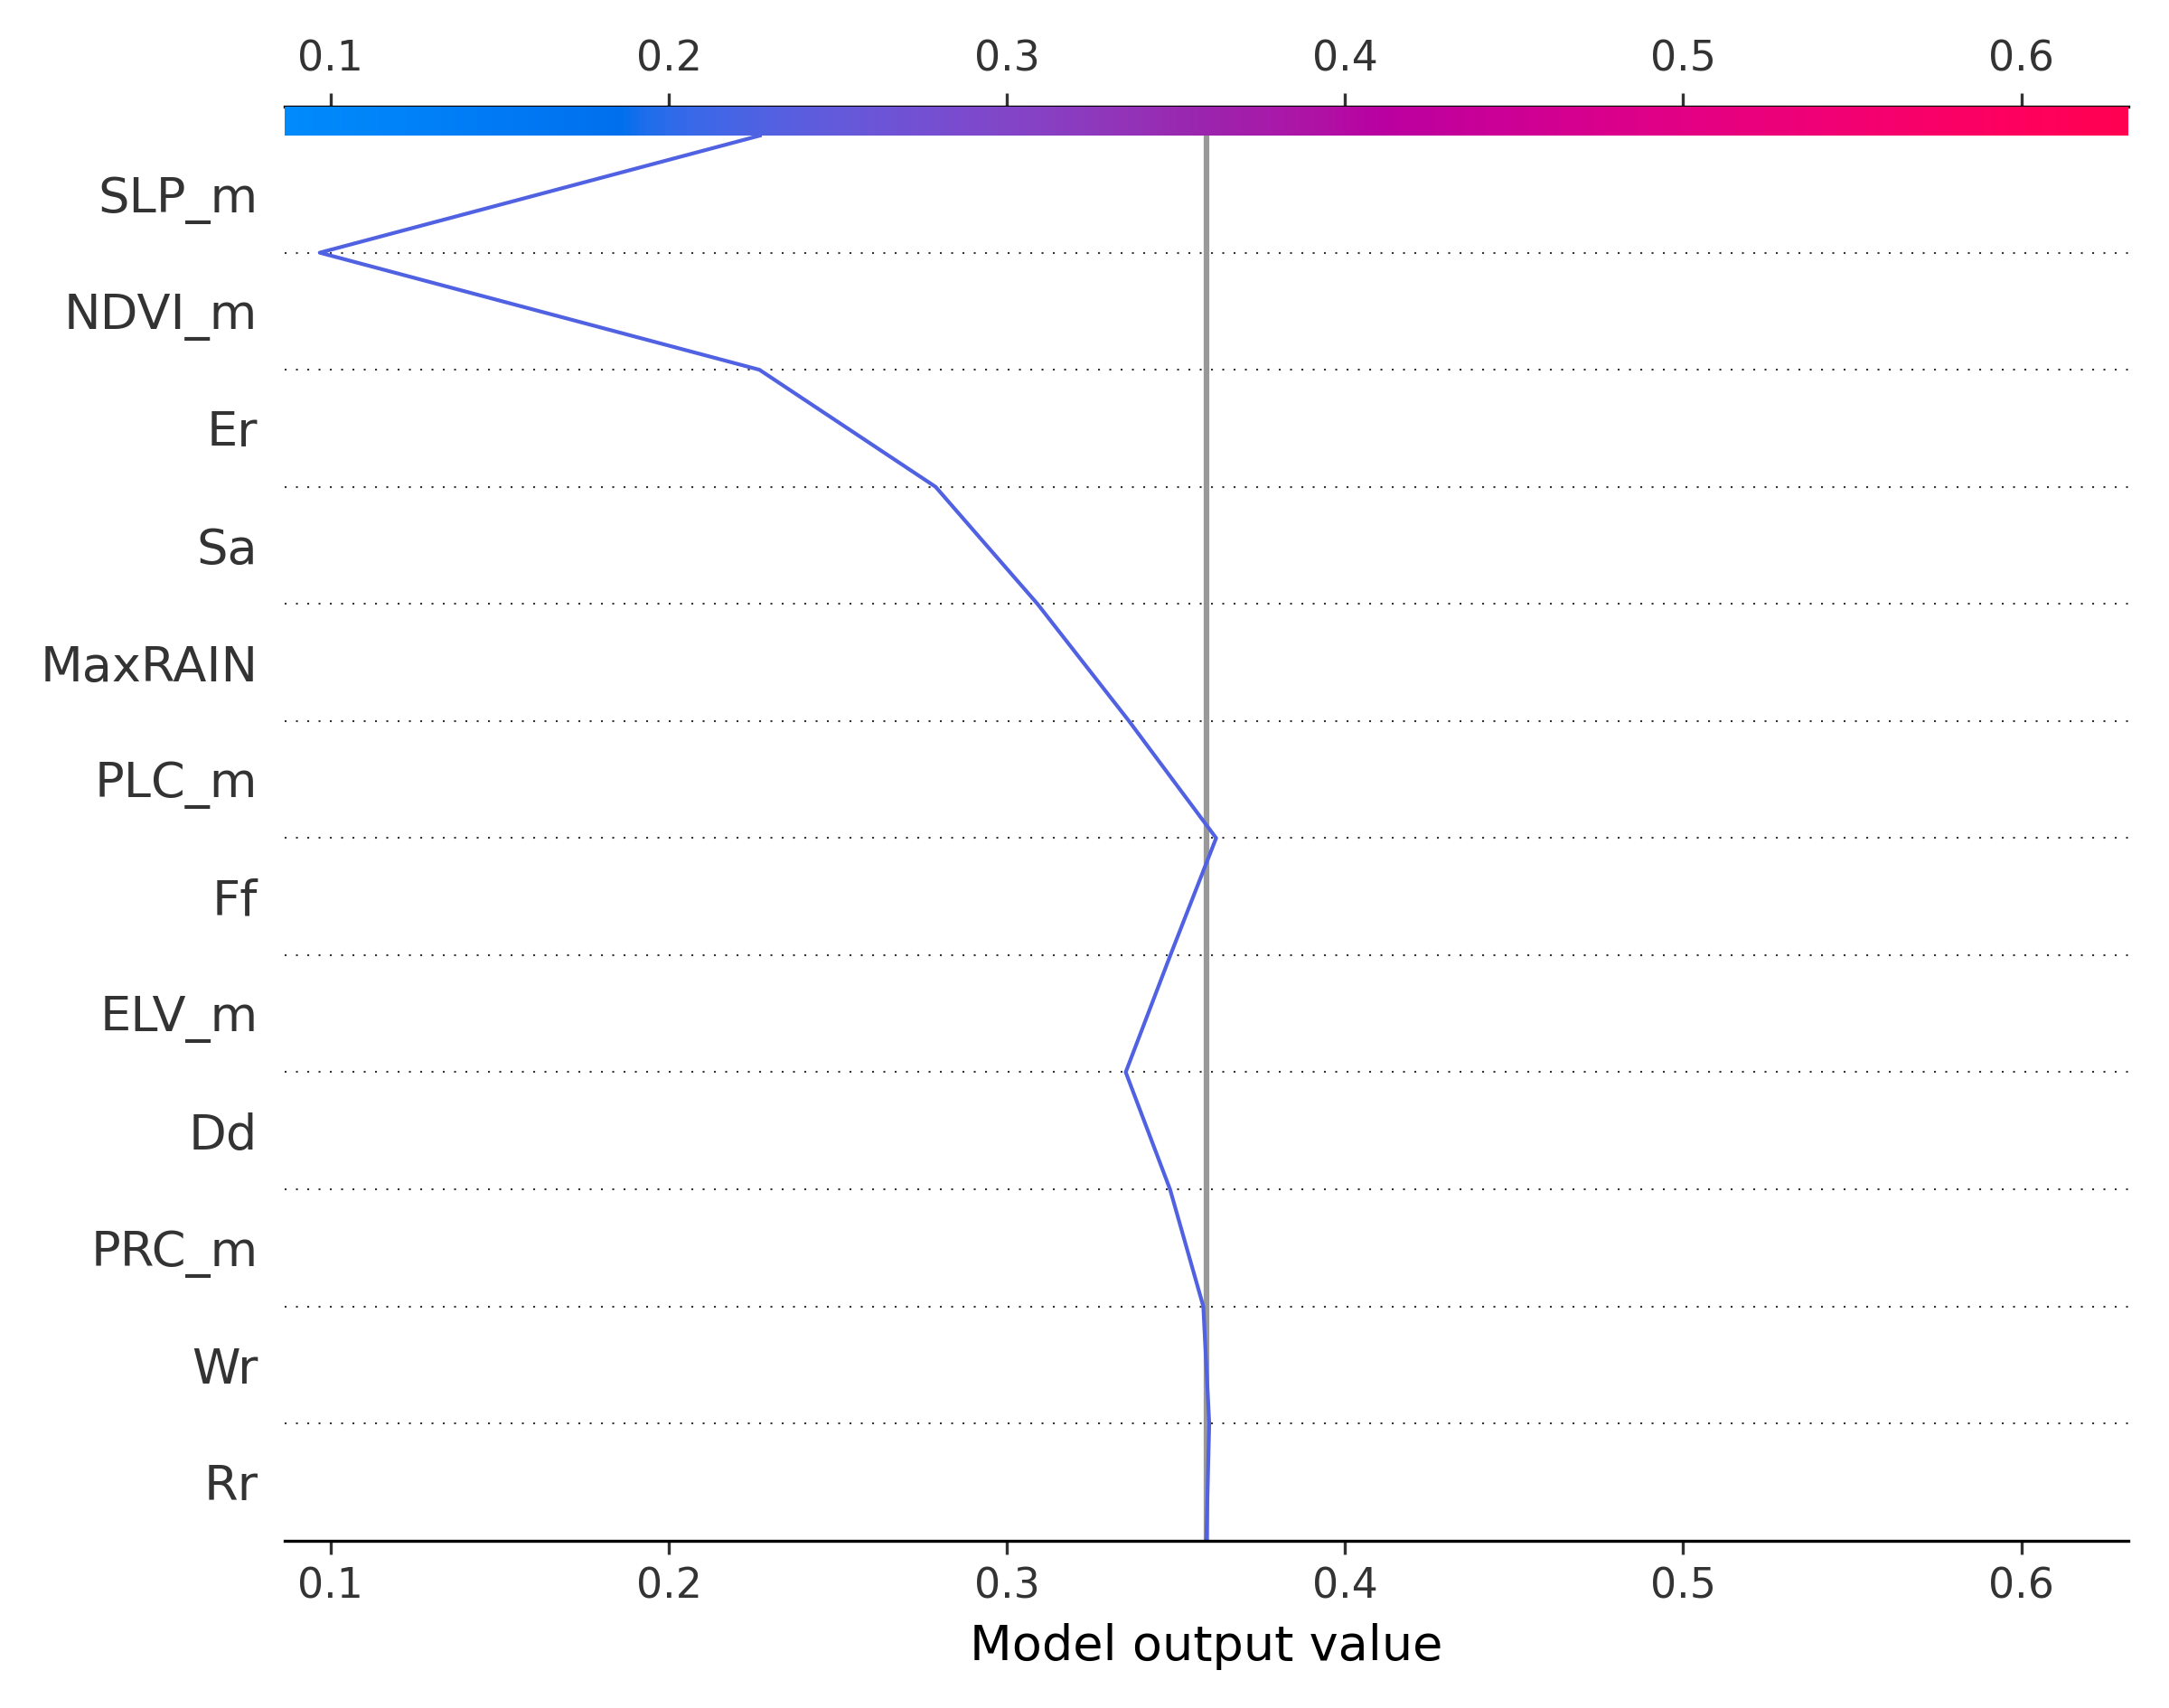 0.1 0.2 0.3 0.4 0.5 0.6
SLP_m
NDVI_m
Er
Sa
MaxRAIN
PLC_m
Ff
ELV_m
Dd
PRC_m
Wr
Rr
0.1 0.2 0.3 0.4 0.5 0.6
Model output value